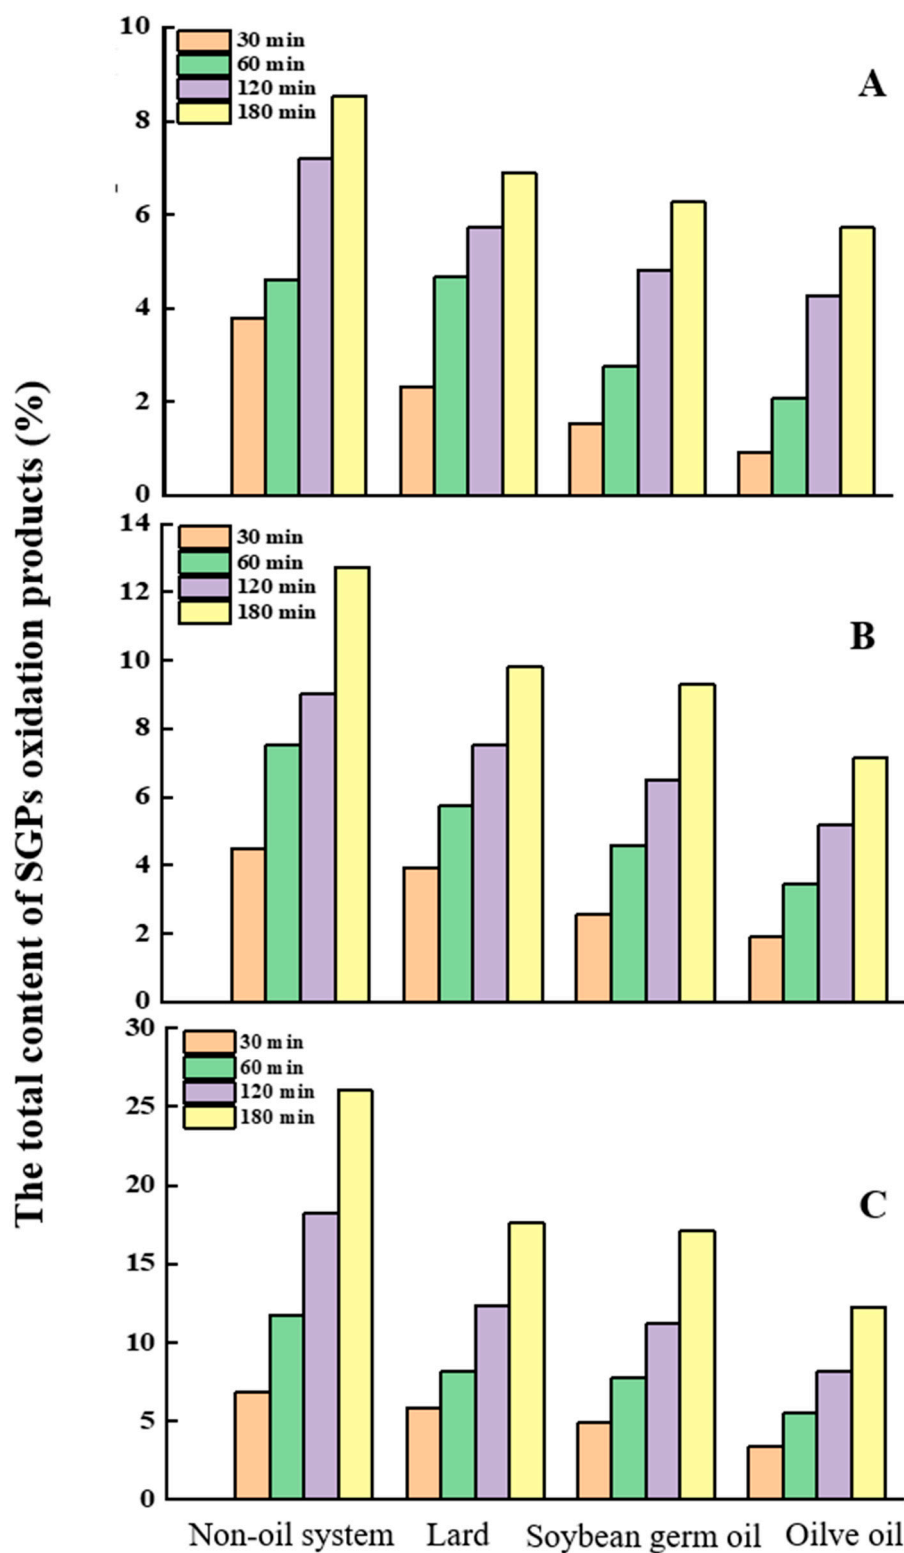 The total content of SGPs oxidation products (%)
10
8
6
4
2
0
30 min
60 min
120 min
180 min
A
14
12
10
8
6
4
2
0
30 min
60 min
120 min
180 min
B
30
25
20
15
10
5
0
30 min
60 min
120 min
180 min
C
Non-oil system Lard Soybean germ oil Oilve oil